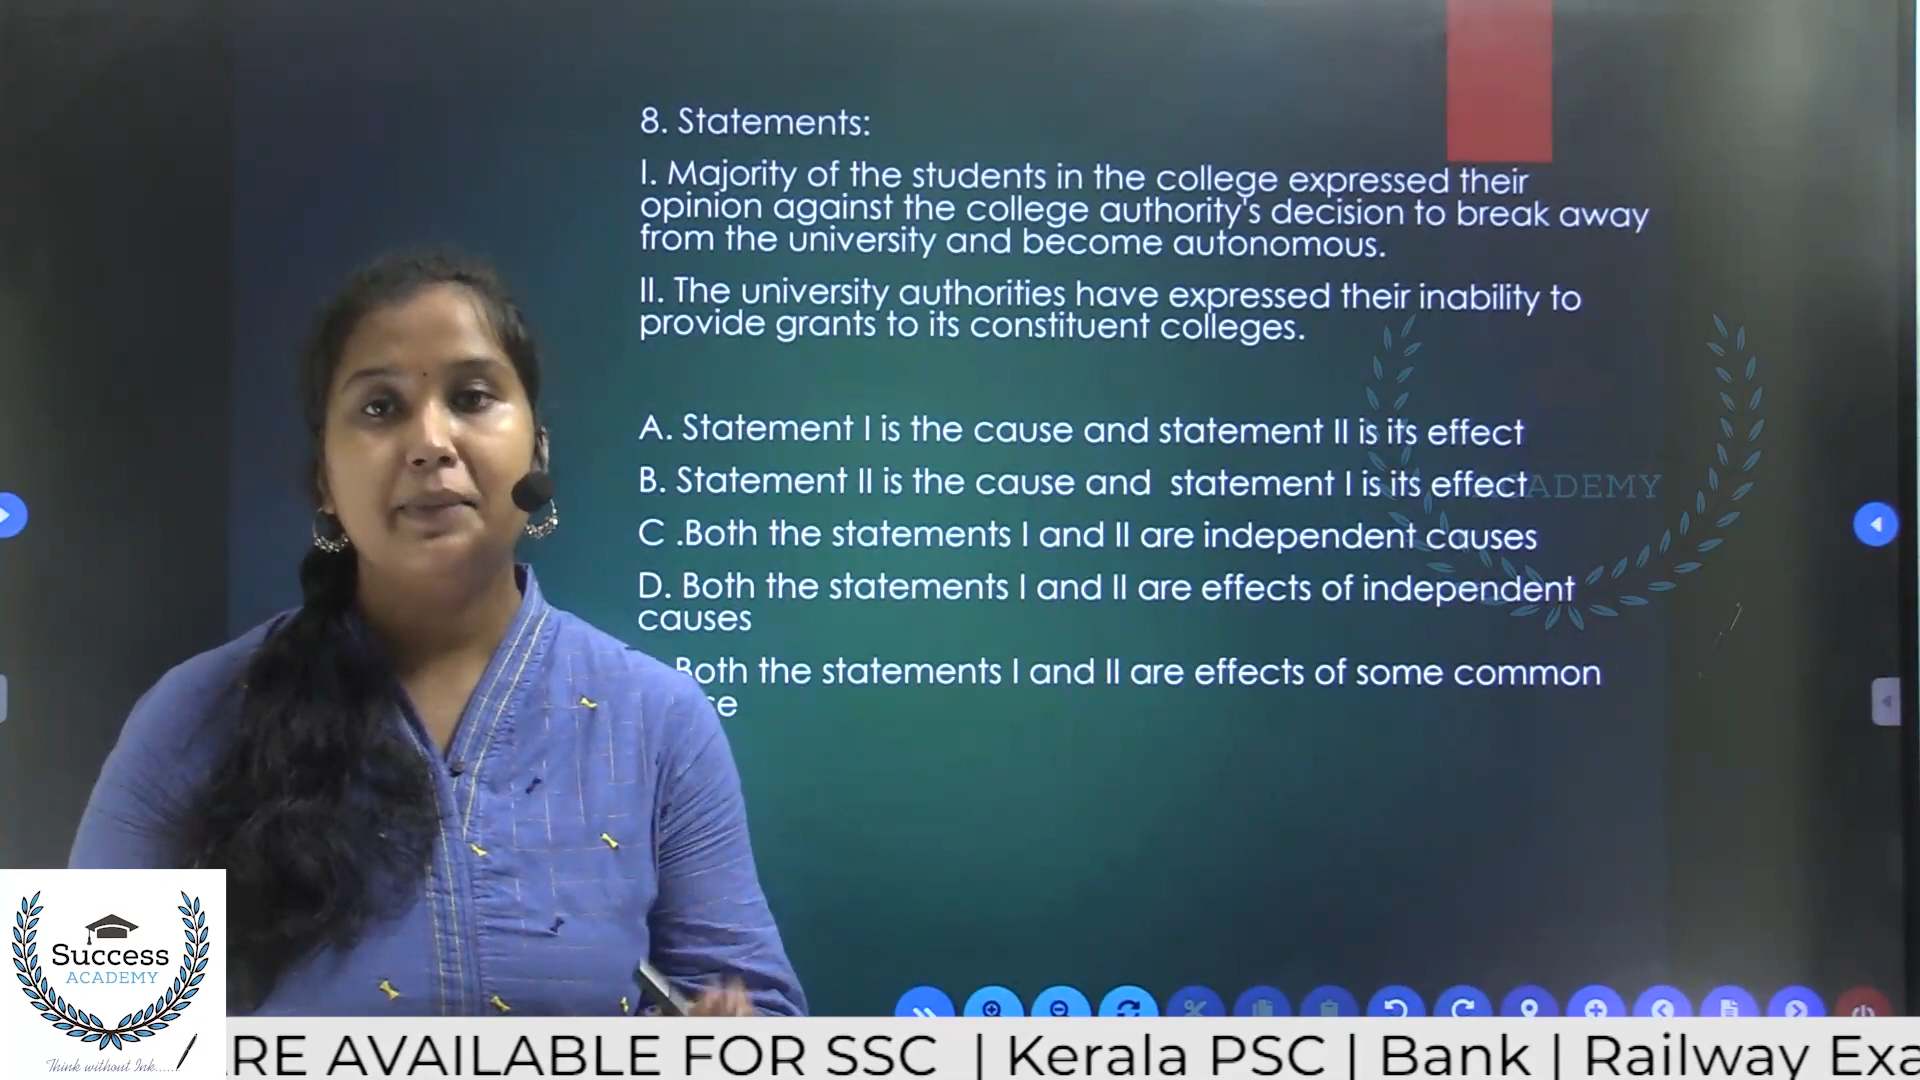 8. Statements:
I. Majority of the students in the college expressed their
opinion against the college authority's decision to break away
from the university and become autonomous.
II. The university authorities have expressed their inability to
provide grants to its constituent colleges.
A. Statement I is the cause and statement II is its effect
B. Statement II is the cause and statement I is its effect
ADEMY
C .Both the statements I and II are independent causes
D. Both the statements I and II are effects of independent
causes
Both the statements I and II are effects of some common
se
Success
ACADEMY
Think without Ink.....
RE AVAILABLE FOR SSC | Kerala PSC | Bank | Railway Exa